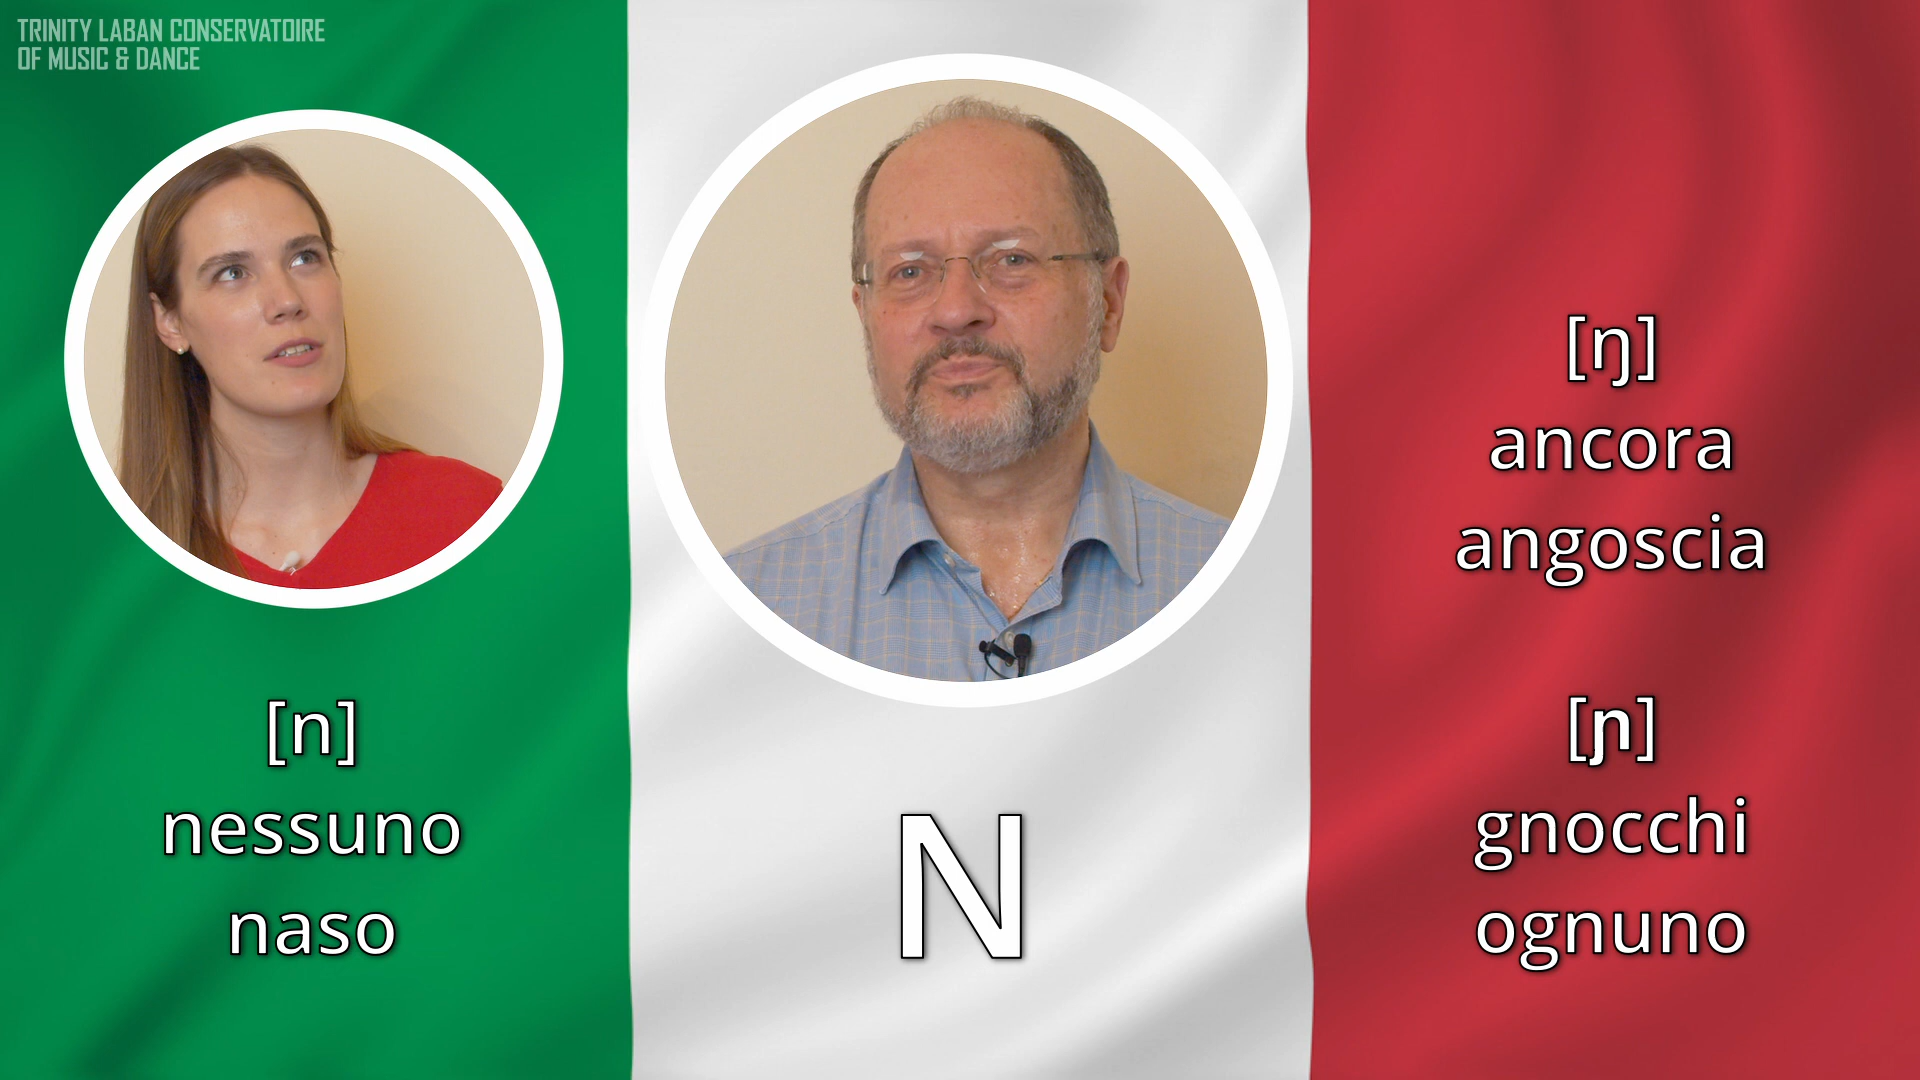 TRINITY LABAN CONSERVATOIRE
OF MUSIC & DANCE
[n]
nessuno
naso
N
[ŋ]
ancora
angoscia
[ɲ]
gnocchi
ognuno